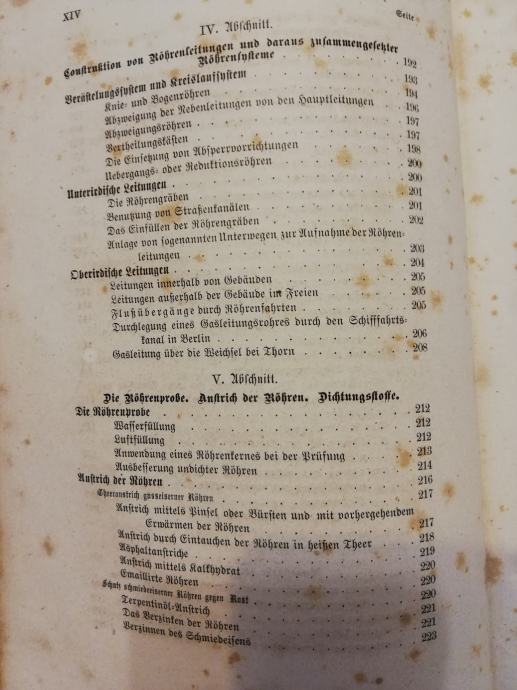 XIV
Seite
IV. Abschnitt.
Construktion von Röhrenleitungen und daraus zusammengesetzter
Röhrensysteme . . . . . . . . . . 192
Verästelungssystem und Kreislaufsystem . . . . . . . . 193
Knie- und Bogenröhren . . . . . . . . . . 194
Abzweigung der Nebenleitungen von den Hauptleitungen . . 196
Abzweigungsröhren . . . . . . . . . . 197
Vertheilungskästen . . . . . . . . . . 197
Die Einsetzung von Absperrvorrichtungen . . . . . . 198
Uebergangs- oder Reduktionsröhren . . . . . . . 200
Unterirdische Leitungen . . . . . . . . . . 200
Die Röhrengräben . . . . . . . . . . 201
Benutzung von Straßenkanälen . . . . . . . . 201
Das Einfüllen der Röhrengräben . . . . . . . . 202
Anlage von sogenannten Unterwegen zur Aufnahme der Röhren-
leitungen . . . . . . . . . . 203
Oberirdische Leitungen . . . . . . . . . . 204
Leitungen innerhalb von Gebäuden . . . . . . . 205
Leitungen außerhalb der Gebäude im Freien . . . . . 205
Flußübergänge durch Röhrenfahrten . . . . . . . 205
Durchlegung eines Gasleitungsrohres durch den Schifffahrts-
kanal in Berlin . . . . . . . . . . 206
Gasleitung über die Weichsel bei Thorn . . . . . . 208
V. Abschnitt.
Die Röhrenprobe. Anstrich der Röhren. Dichtungsstoffe.
Die Röhrenprobe . . . . . . . . . . 212
Wasserfüllung . . . . . . . . . . 212
Luftfüllung . . . . . . . . . . 212
Anwendung eines Röhrenkernes bei der Prüfung . . . . 213
Ausbesserung undichter Röhren . . . . . . . . 214
Anstrich der Röhren . . . . . . . . . . 216
Theeranstrich gusseiserner Röhren . . . . . . . . 217
Anstrich mittels Pinsel oder Bürsten und mit vorhergehendem
Erwärmen der Röhren . . . . . . . . 217
Anstrich durch Eintauchen der Röhren in heißen Theer . . 218
Asphaltanstriche . . . . . . . . . . 219
Anstrich mittels Kalkhydrat . . . . . . . . 220
Emaillirte Röhren . . . . . . . . . . 220
Schutz schmiedeeiserner Röhren gegen Rost . . . . . . 220
Terpentinöl-Anstrich . . . . . . . . . . 221
Das Verzinken der Röhren . . . . . . . . 221
Verzinnen des Schmiedeisens . . . . . . . . 223